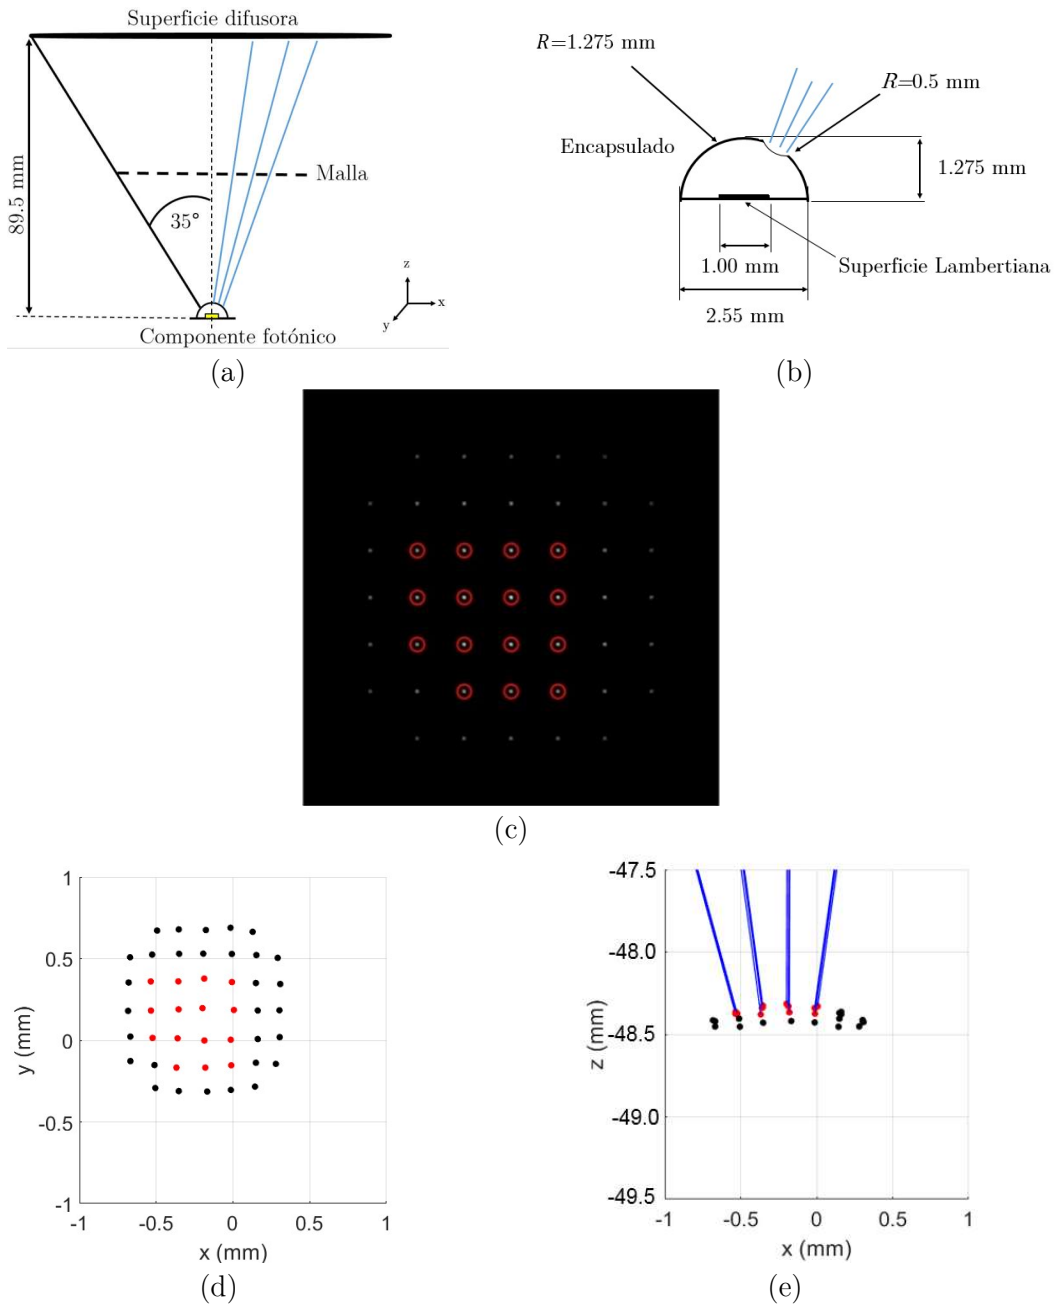 Superficie difusora
89.5 mm
Malla
35°
z
x
y
Componente fotónico
(a)
R=1.275 mm
R=0.5 mm
Encapsulado
1.275 mm
1.00 mm
Superficie Lambertiana
2.55 mm
(b)
(c)
1
0.5
0
-0.5
-1
y (mm)
-1
-0.5
0
0.5
1
x (mm)
(d)
-47.5
-48.0
-48.5
-49.0
-49.5
z (mm)
-1
-0.5
0
0.5
1
x (mm)
(e)